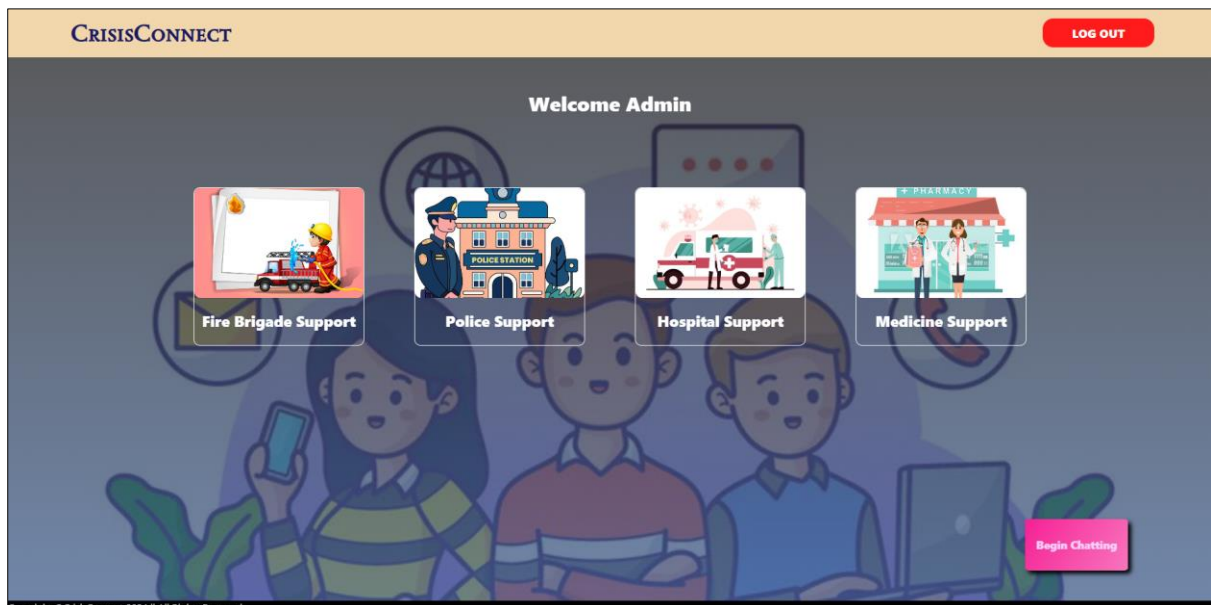 CRISISCONNECT
LOG OUT
Welcome Admin
+ PHARMACY
POLICE STATION
Fire Brigade Support
Police Support
Hospital Support
Medicine Support
Begin Chatting